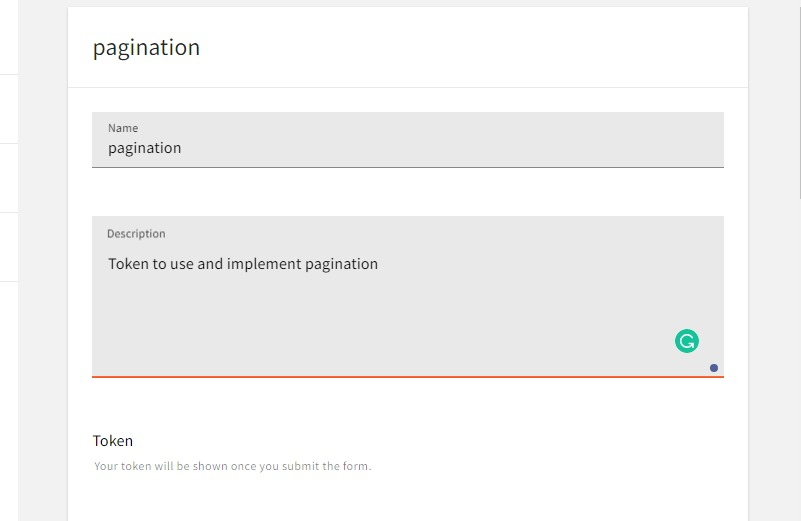 pagination
Name
pagination
Description
Token to use and implement pagination
Token
Your token will be shown once you submit the form.